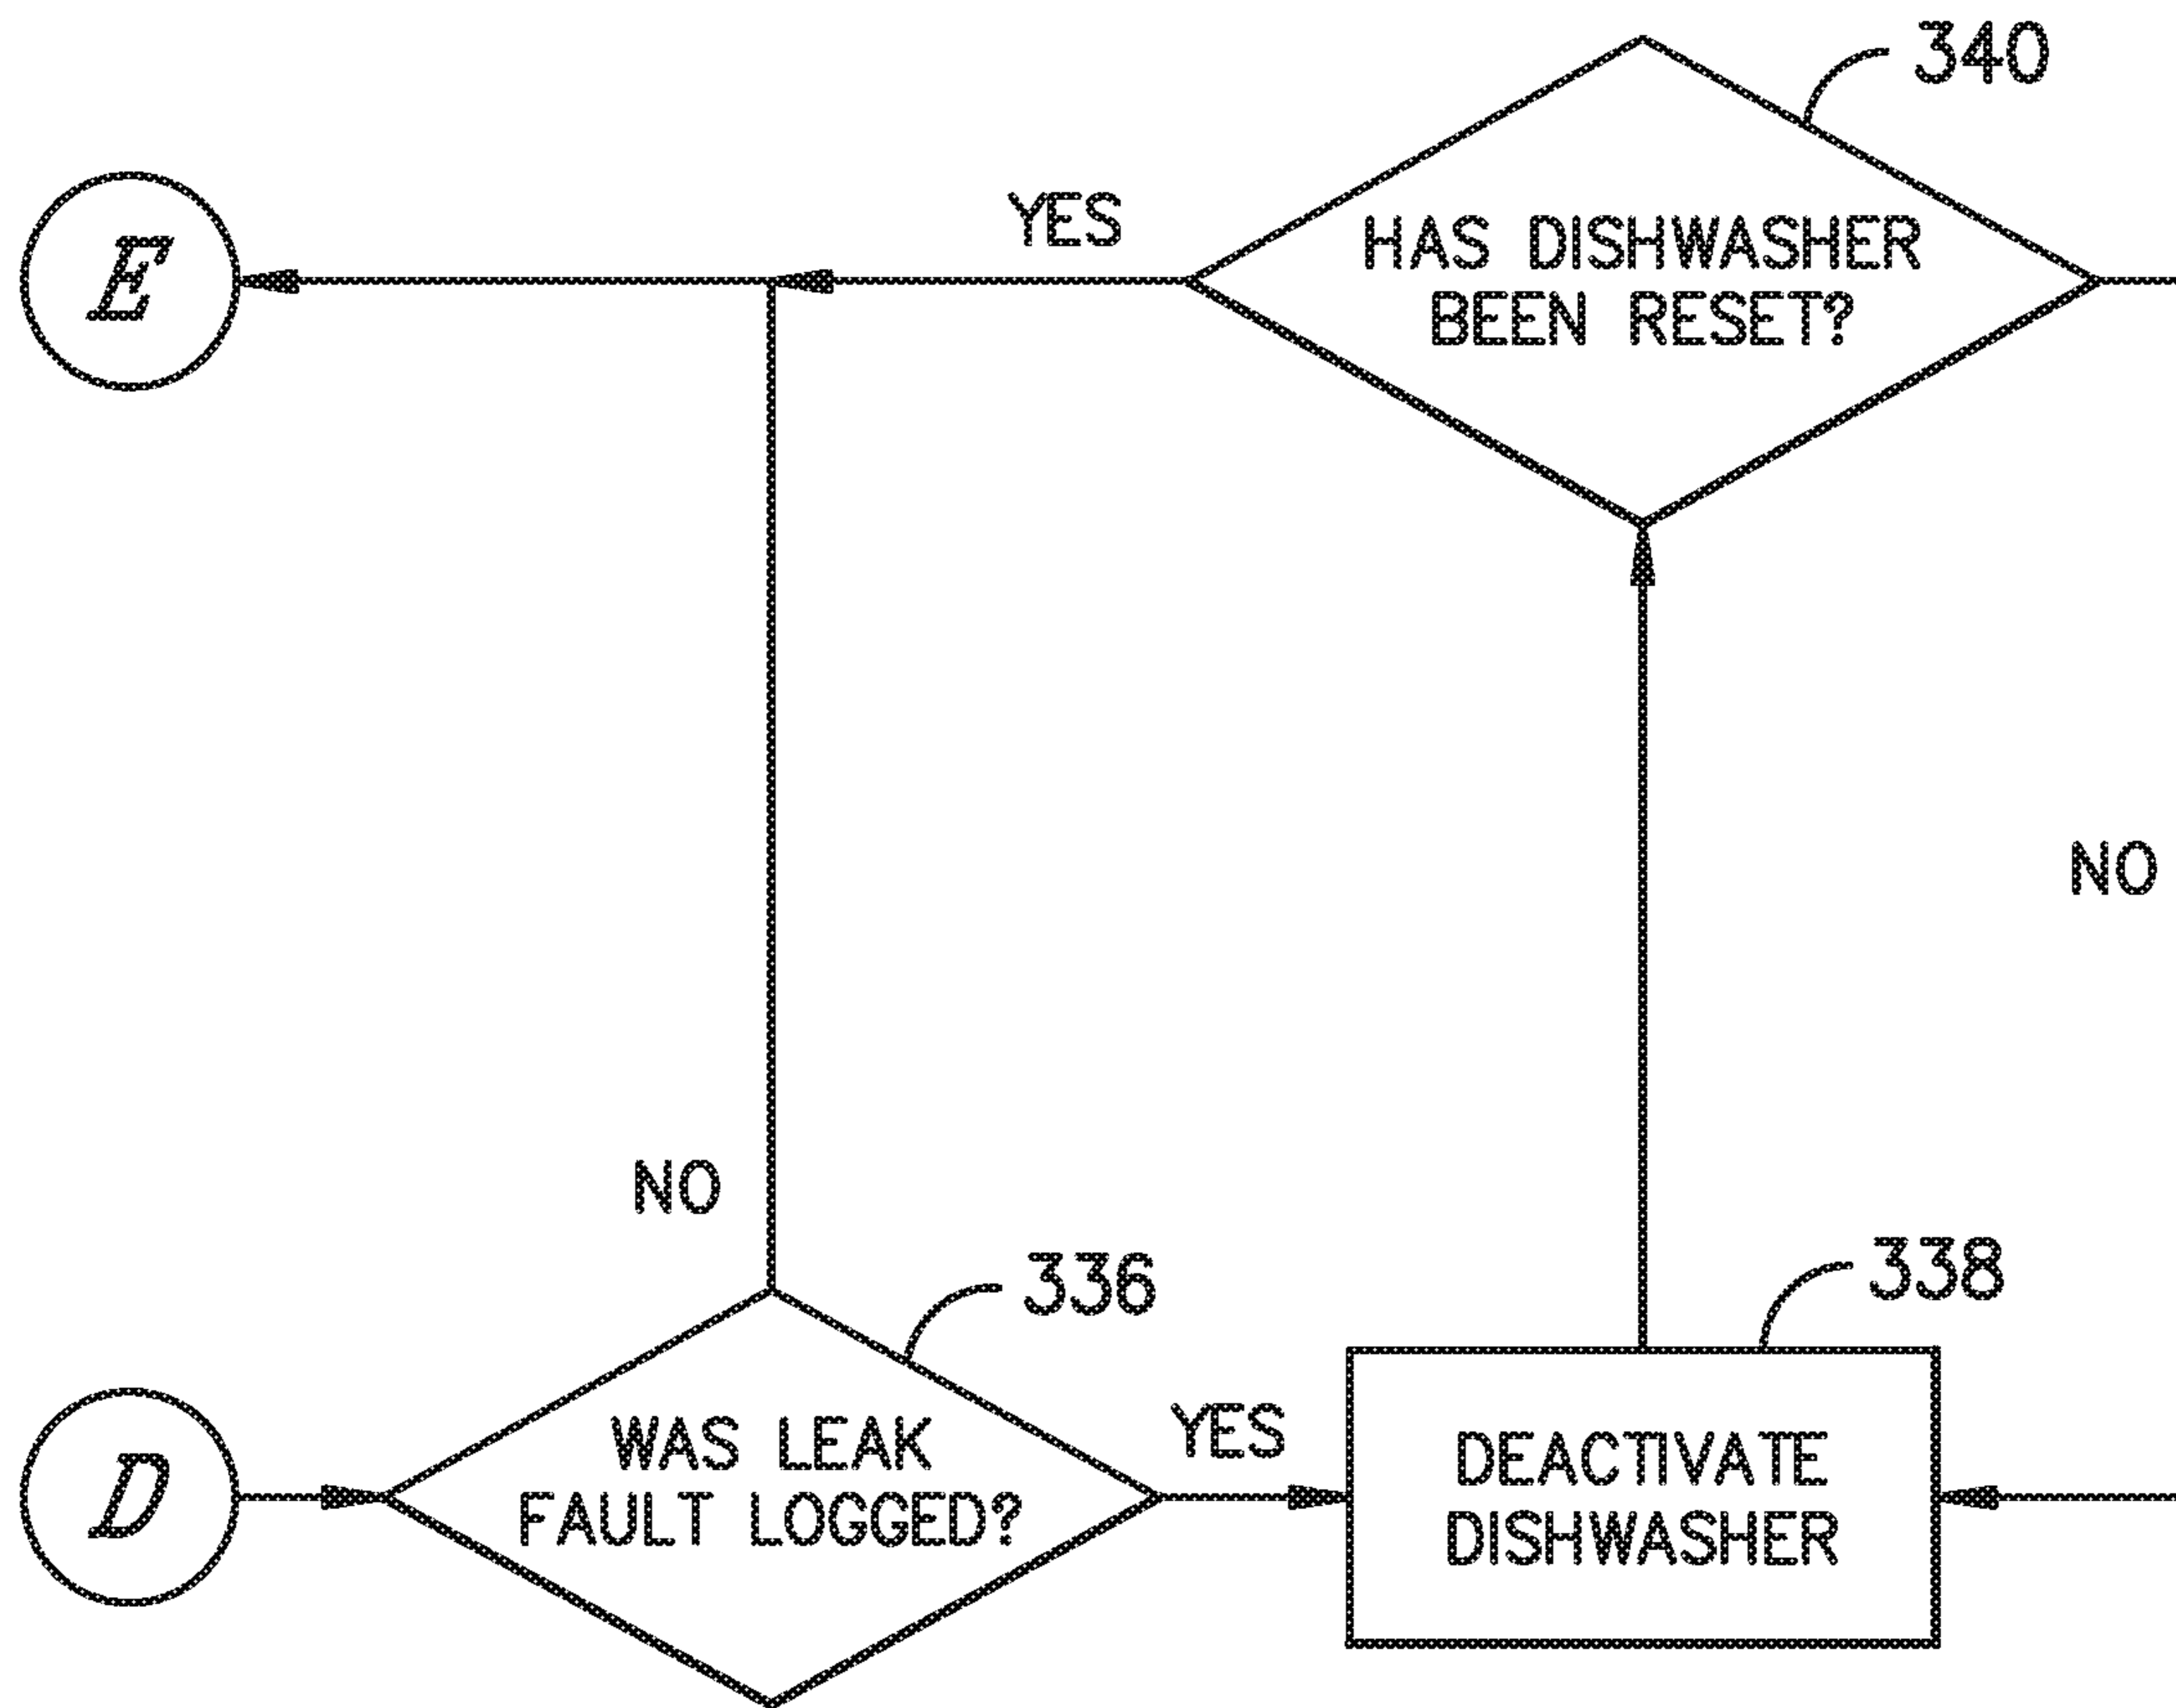 340
YES
E
HAS DISHWASHER
BEEN RESET?
NO
NO
336
338
D
WAS LEAK
FAULT LOGGED?
YES
DEACTIVATE
DISHWASHER